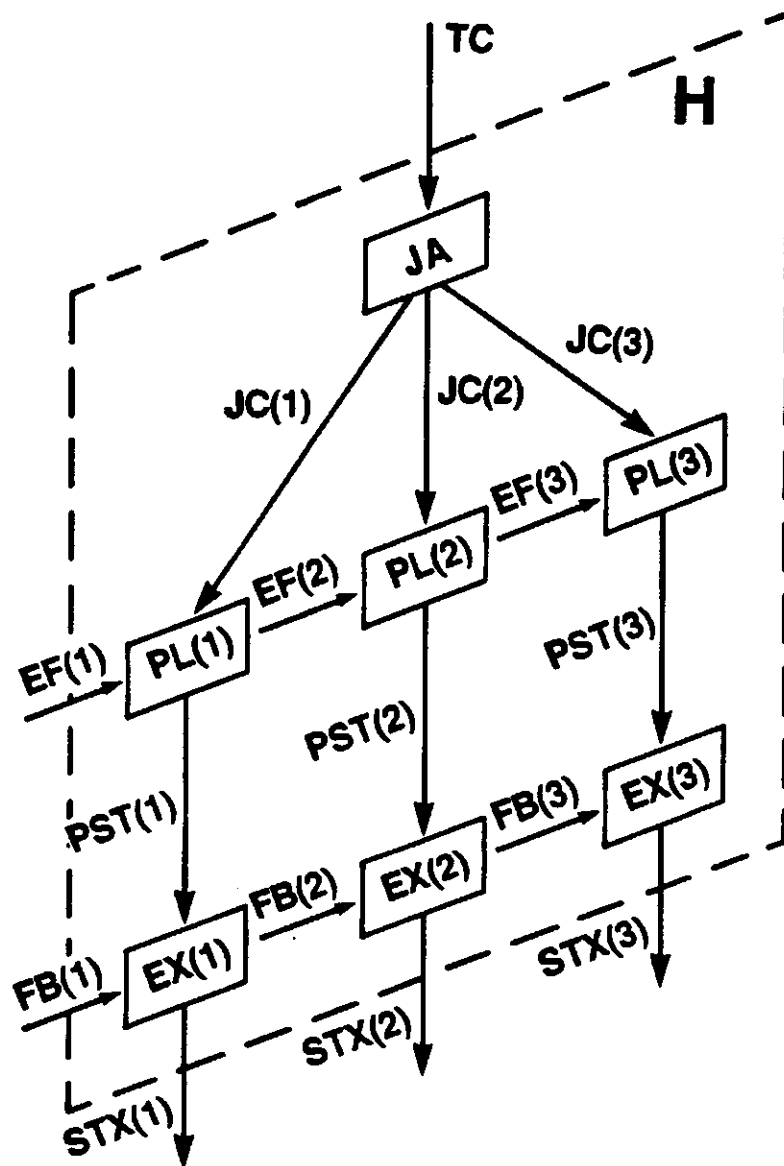 TC
H
JA
JC(1)
JC(2)
JC(3)
PL(3)
EF(3)
PL(2)
EF(2)
PL(1)
EF(1)
PST(3)
PST(2)
PST(1)
EX(3)
FB(3)
EX(2)
FB(2)
EX(1)
FB(1)
STX(3)
STX(2)
STX(1)